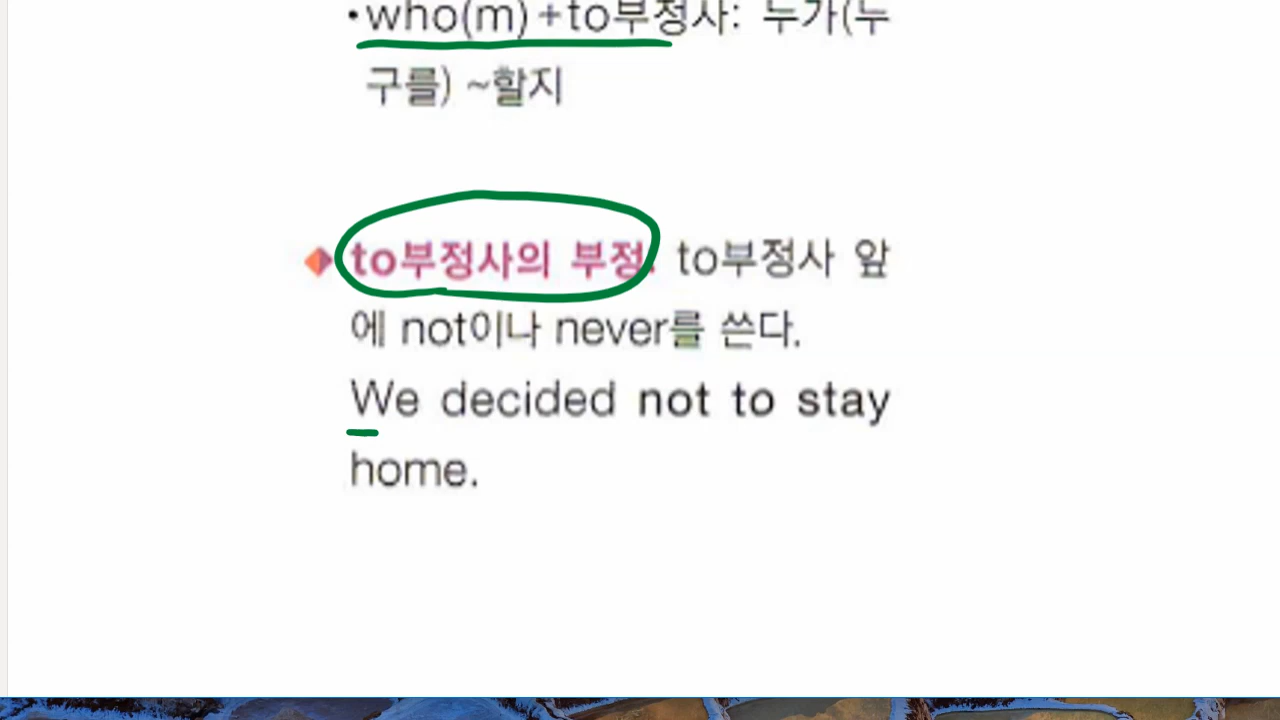 •who(m)+to부정사: 누가(누
구를) ~할지
to부정사의 부정: to부정사 앞
에 not이나 never를 쓴다.
We decided not to stay
home.